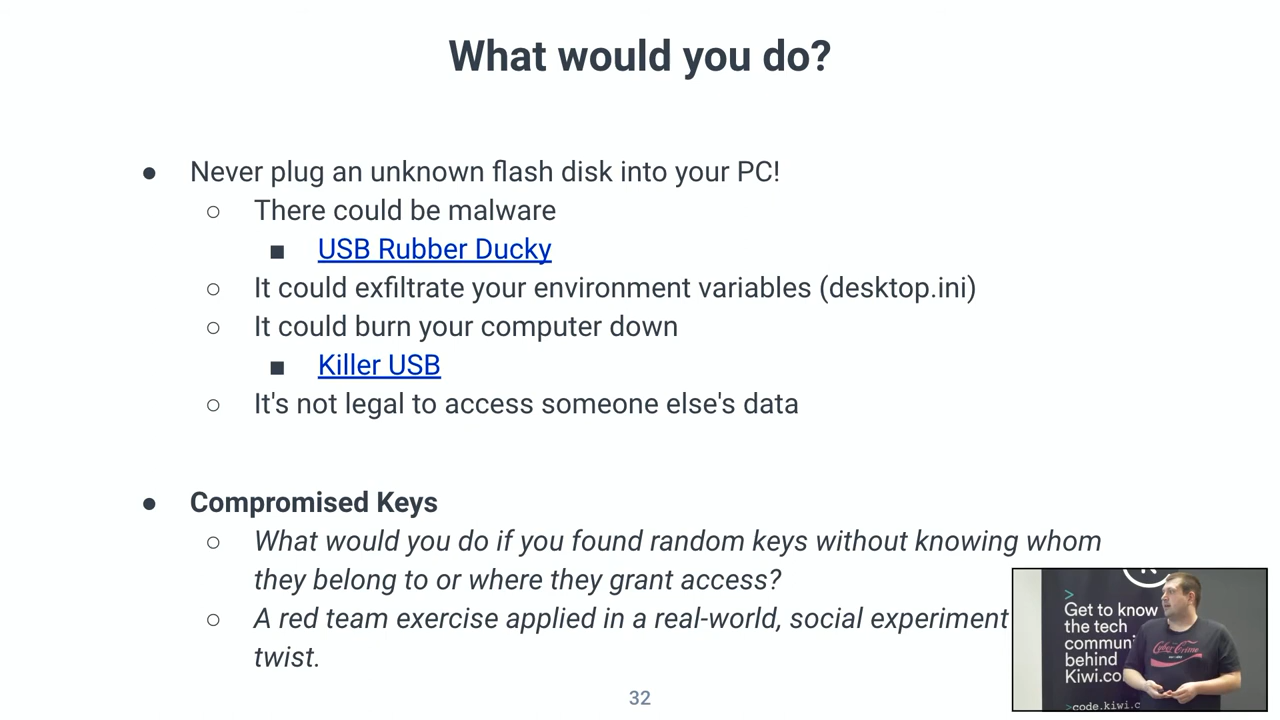 What would you do?
● Never plug an unknown flash disk into your PC!
○ There could be malware
■ USB Rubber Ducky
○ It could exfiltrate your environment variables (desktop.ini)
○ It could burn your computer down
■ Killer USB
○ It's not legal to access someone else's data
● Compromised Keys
○ What would you do if you found random keys without knowing whom
they belong to or where they grant access?
○ A red team exercise applied in a real-world, social experiment
twist.
32
>
Get to know
the tech
communi
behind
Kiwi.co
>code.kiwi.c
Cyber Crime